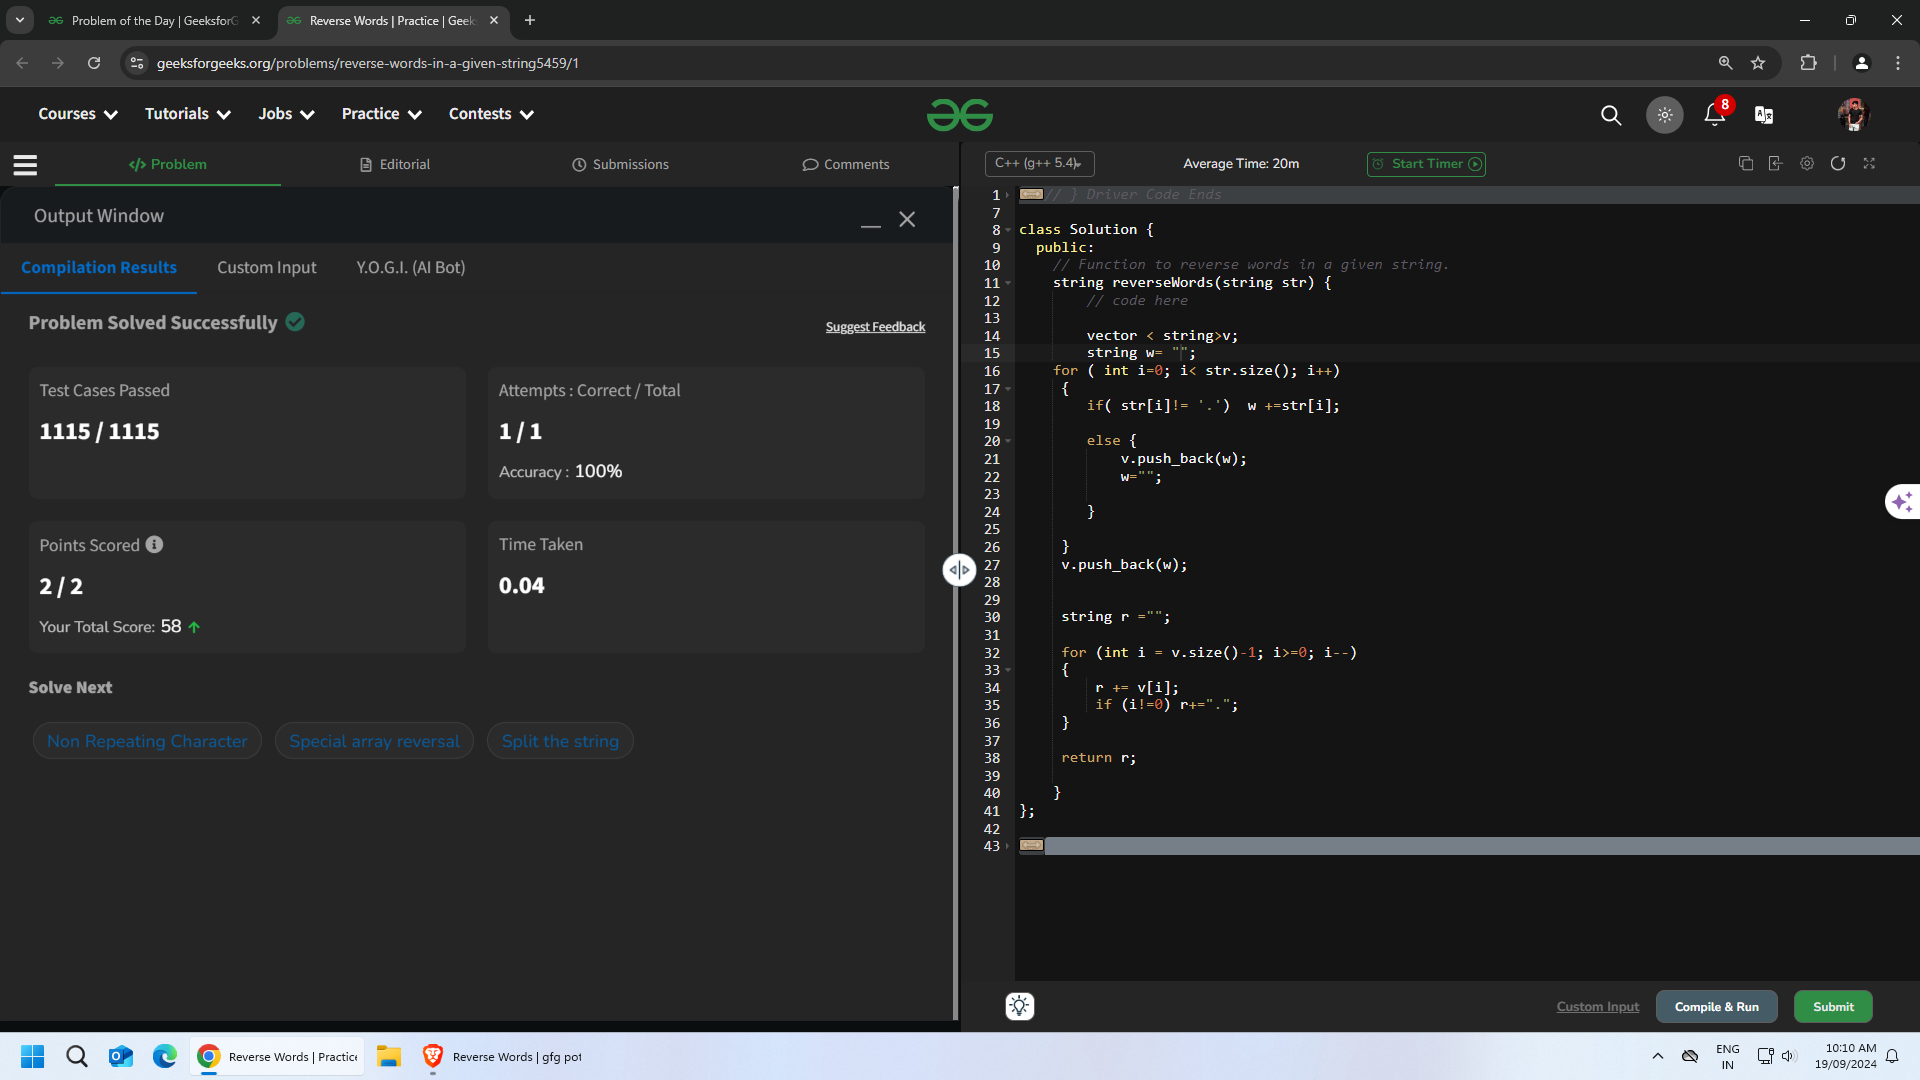 Problem of the Day | GeeksforG
Reverse Words | Practice | Geek
geeksforgeeks.org/problems/reverse-words-in-a-given-string5459/1
Courses
Tutorials
Jobs
Practice
Contests
8
</> Problem
Editorial
Submissions
Comments
C++ (g++ 5.4)
Average Time: 20m
Start Timer
Output Window
Compilation Results
Custom Input
Y.O.G.I. (AI Bot)
Problem Solved Successfully
Suggest Feedback
Test Cases Passed
1115 / 1115
Attempts : Correct / Total
1 / 1
Accuracy : 100%
Points Scored
2 / 2
Your Total Score: 58
Time Taken
0.04
Solve Next
Non Repeating Character
Special array reversal
Split the string
1 // } Driver Code Ends
7
8 class Solution {
9 public:
10 // Function to reverse words in a given string.
11 string reverseWords(string str) {
12 // code here
13
14 vector < string>v;
15 string w= "";
16 for ( int i=0; i< str.size(); i++)
17 {
18 if( str[i]!= '.')  w +=str[i];
19
20 else {
21 v.push_back(w);
22 w="";
23
24 }
25
26 }
27 v.push_back(w);
28
29
30 string r ="";
31
32 for (int i = v.size()-1; i>=0; i--)
33 {
34 r += v[i];
35 if (i!=0) r+=".";
36 }
37
38 return r;
39
40 }
41 };
42
43
Custom Input
Compile & Run
Submit
Reverse Words | Practice
Reverse Words | gfg pot
ENG
IN
10:10 AM
19/09/2024